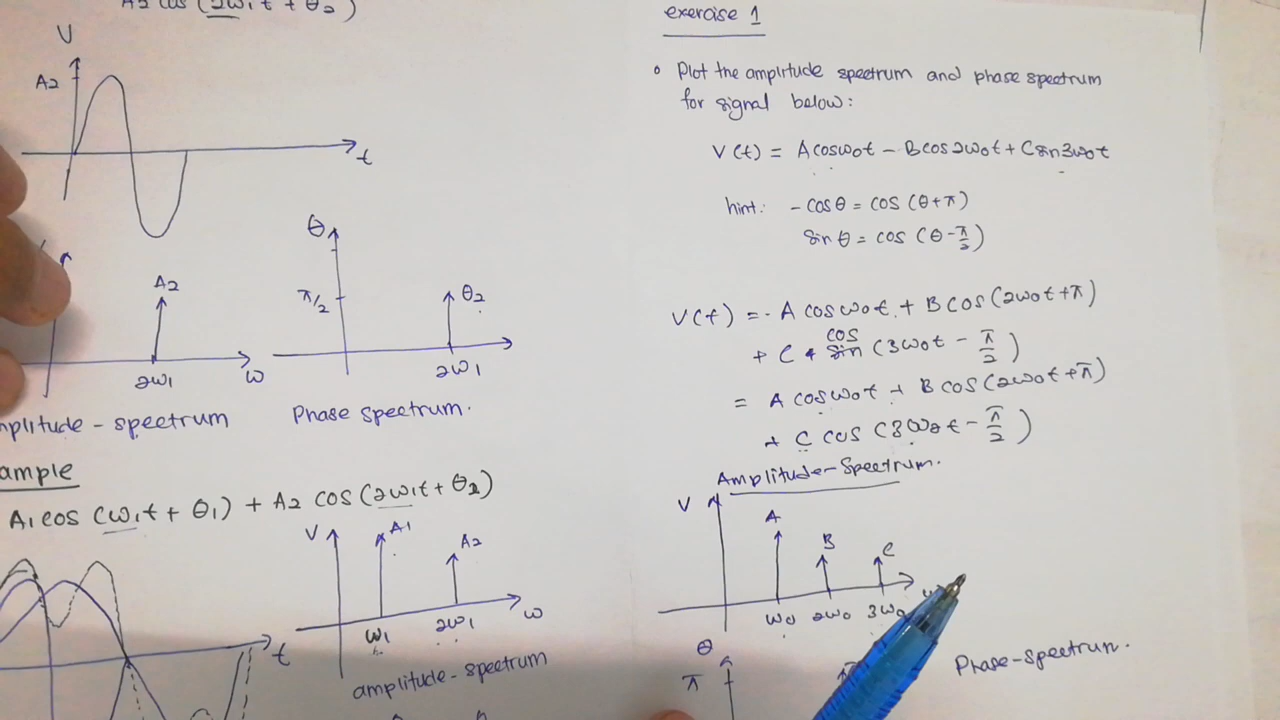 A2 cos (2ω1t + θ2)
V
A2
t
θ
A2
π/2
θ2
2ω1
ω
2ω1
mplitude - spectrum
Phase spectrum.
ample
A1 cos (ω1t + θ1) + A2 cos (2ω1t + θ2)
V
A1
A2
t
ω1
2ω1
ω
amplitude - spectrum
exercise 1
Plot the amplitude spectrum and phase spectrum
for signal below:
V(t) = A cosω0t - B cos 2ω0t + C sin 3ω0t
hint: - cos θ = cos (θ + π)
sin θ = cos (θ - π/2)
V(t) = A cos ω0t + B cos (2ω0t + π)
cos
+ C sin (3ω0t - π/2)
= A cos ω0t + B cos (2ω0t + π)
+ C cos (3ω0t - π/2)
Amplitude-Spectrum.
V
A
B
C
ω0
2ω0
3ω0
θ
π
Phase-spectrum.